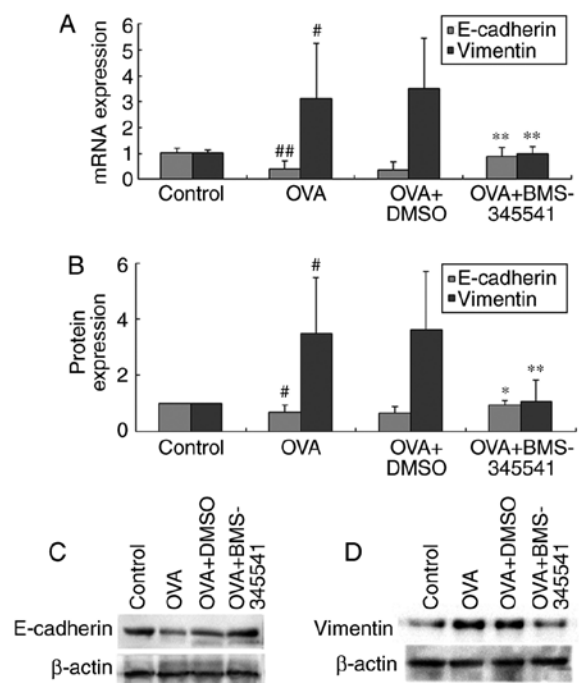 A
mRNA expression
6
5
4
3
2
1
0
E-cadherin
Vimentin
##
#
**
**
Control
OVA
OVA+
DMSO
OVA+BMS-
345541
B
Protein
expression
6
4
2
0
E-cadherin
Vimentin
#
#
*
**
Control
OVA
OVA+
DMSO
OVA+BMS-
345541
C
Control
OVA
OVA+DMSO
OVA+BMS-
345541
E-cadherin
β-actin
D
Control
OVA
OVA+DMSO
OVA+BMS-
345541
Vimentin
β-actin